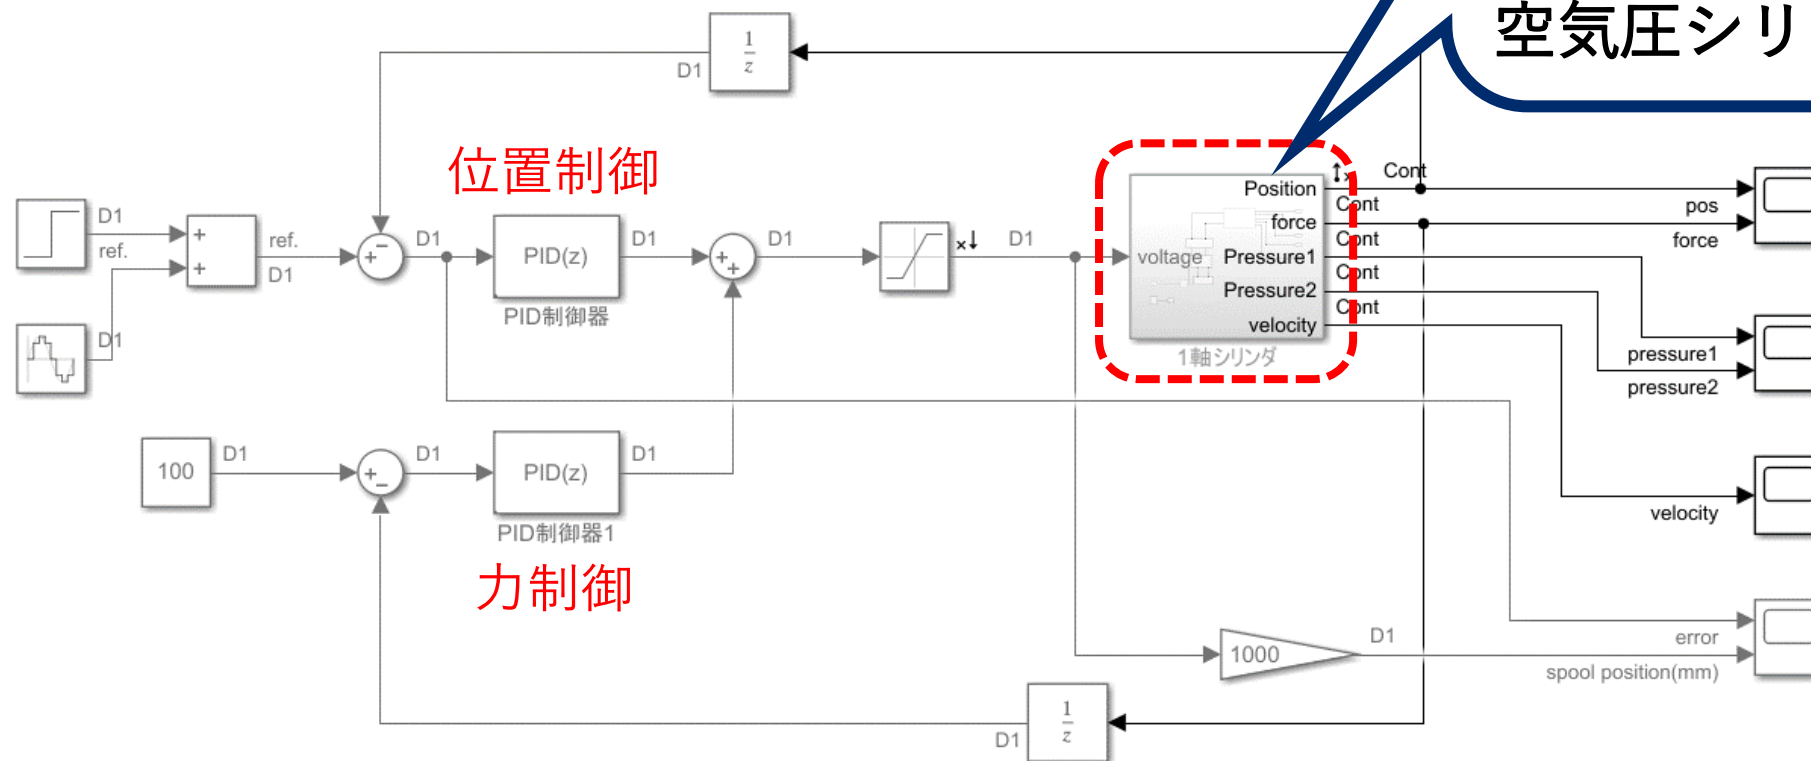 空気圧シリ
1
z
D1
位置制御
Cont
Position
D1
ref.
+
+
ref.
D1
−
+
D1
PID(z)
D1
PID制御器
+
+
D1
D1
voltage
force
Pressure1
Pressure2
velocity
Cont
Cont
Cont
Cont
1軸シリンダ
pos
force
D1
pressure1
pressure2
100
D1
+
−
D1
PID(z)
D1
PID制御器1
velocity
力制御
1000
D1
error
spool position(mm)
1
z
D1